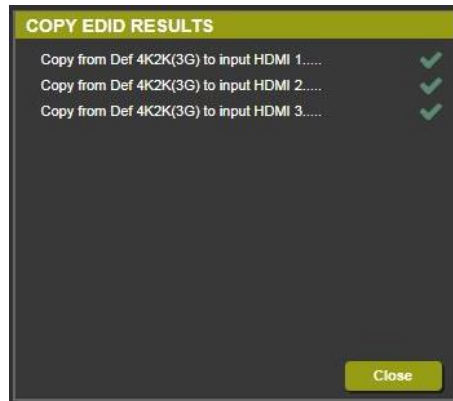 COPY EDID RESULTS
Copy from Def 4K2K(3G) to input HDMI 1.....
Copy from Def 4K2K(3G) to input HDMI 2.....
Copy from Def 4K2K(3G) to input HDMI 3.....
Close